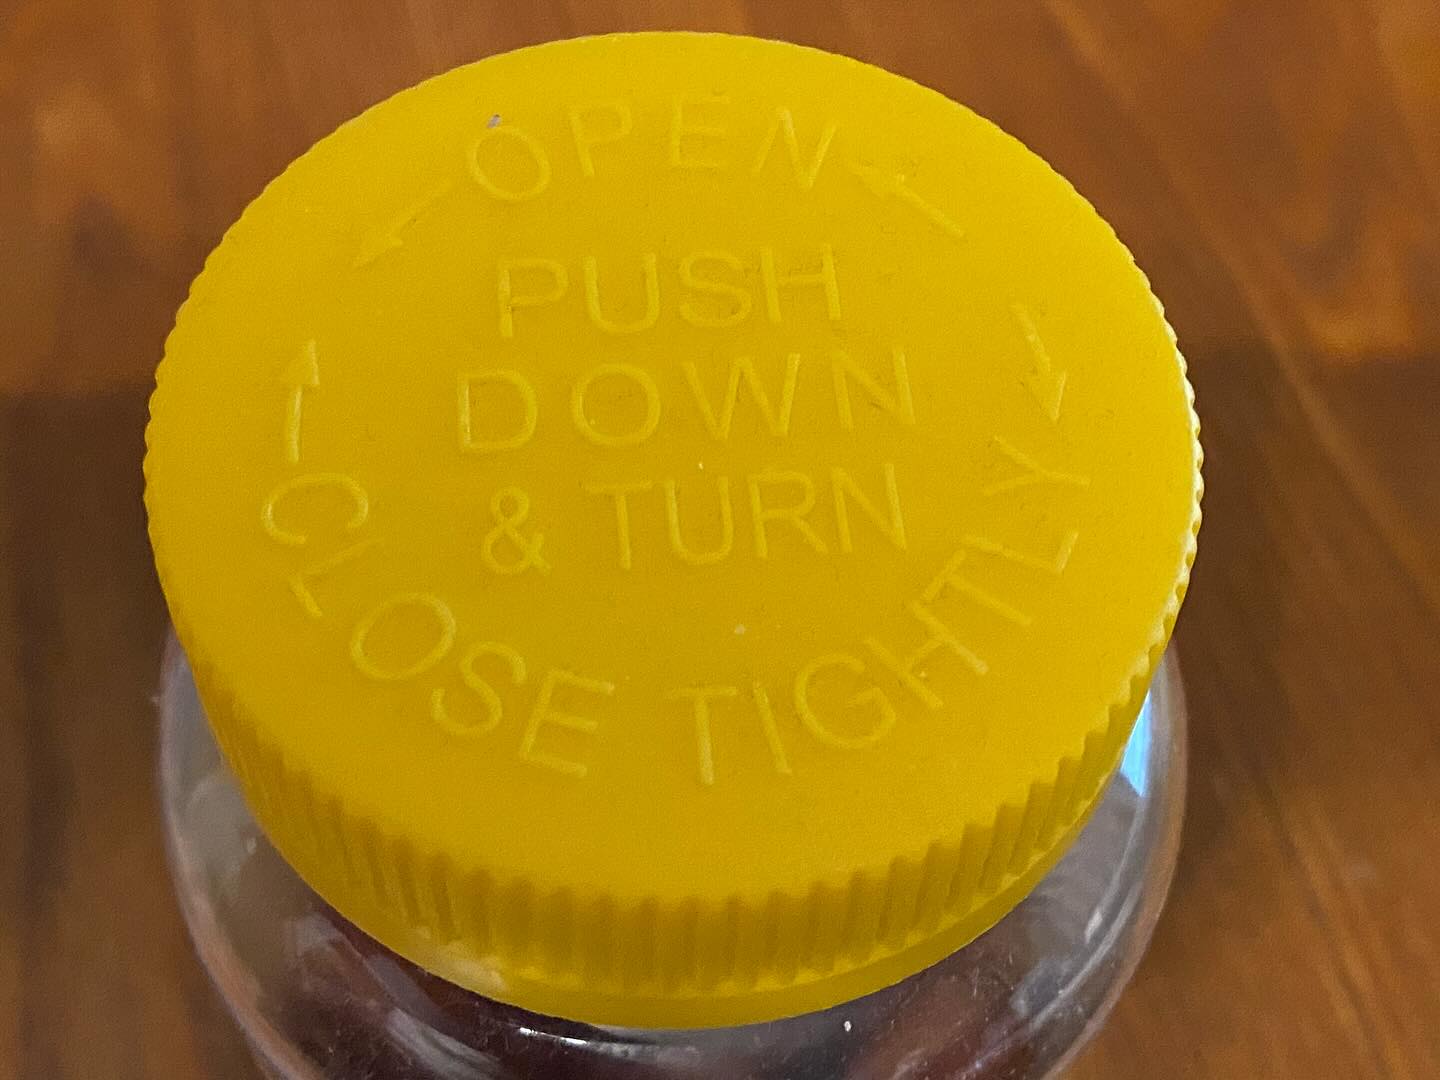 OPEN
PUSH
DOWN
& TURN
CLOSE TIGHTLY